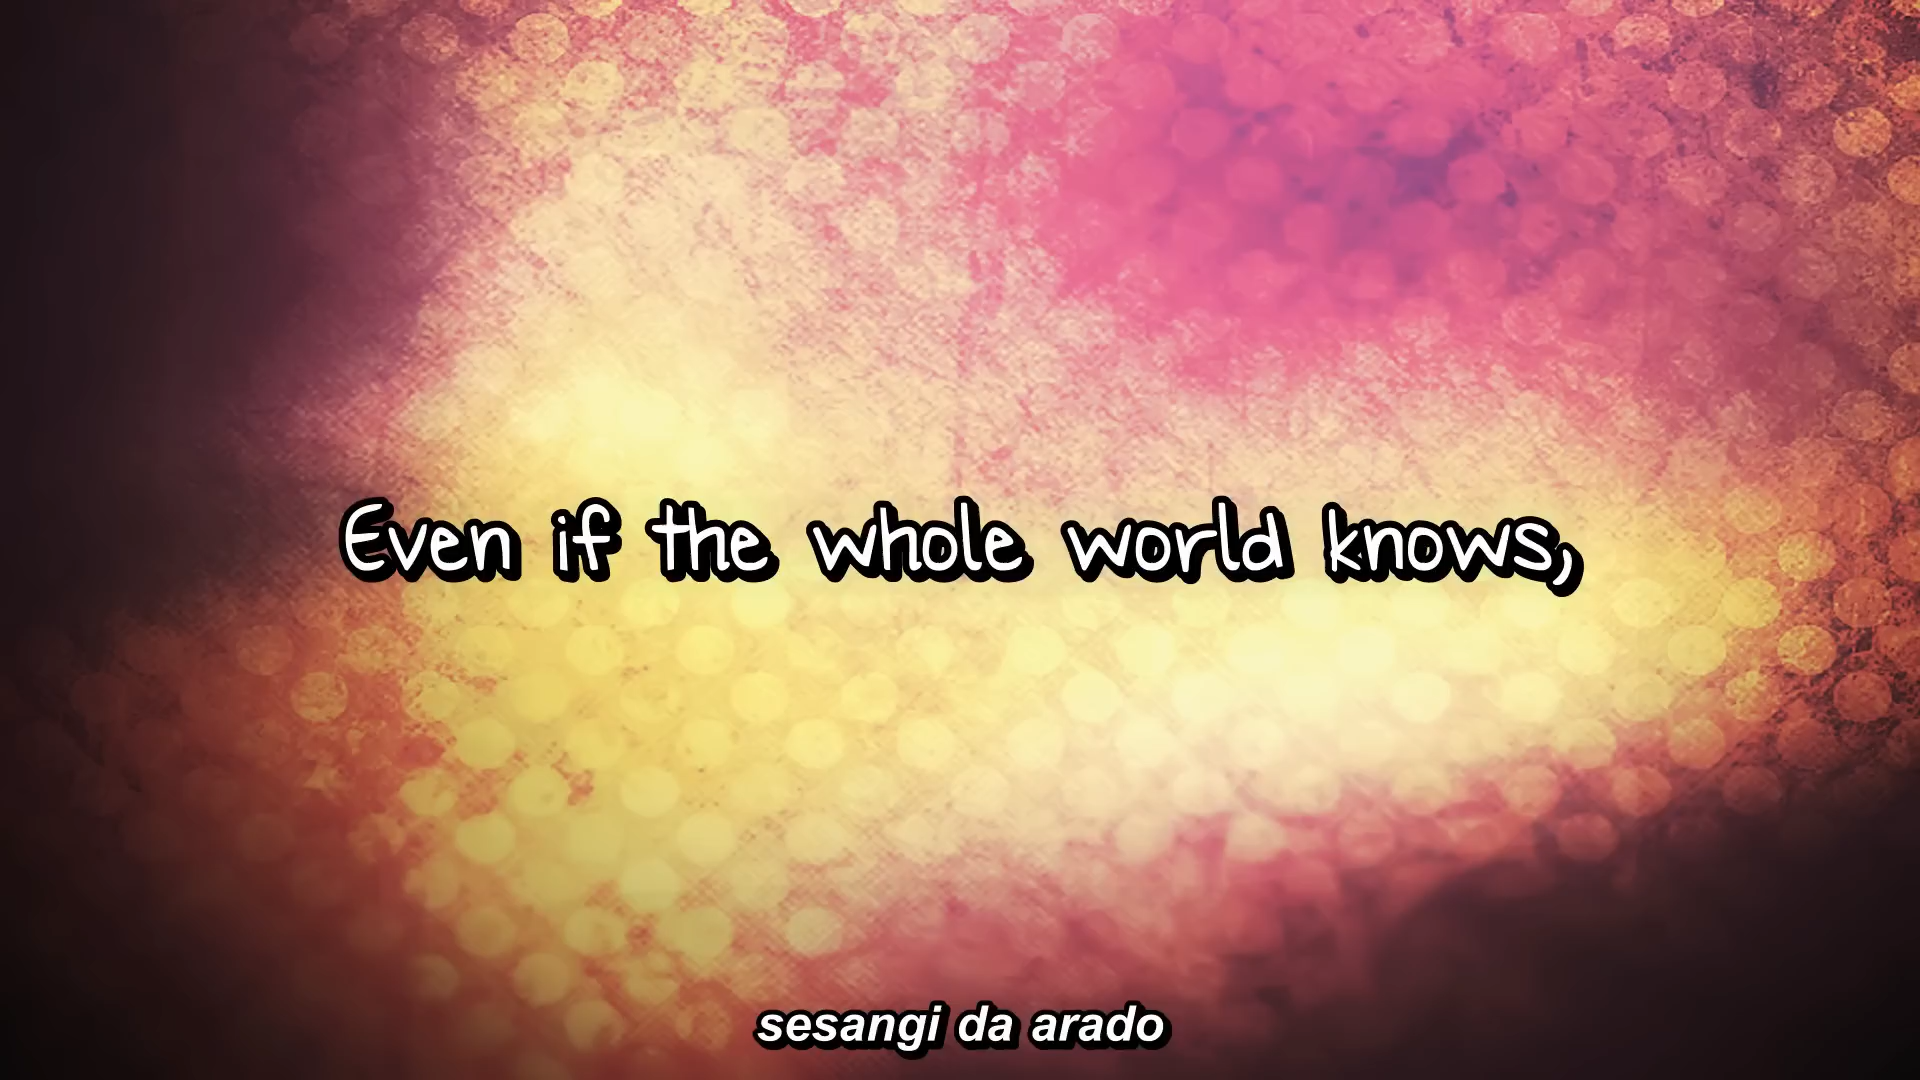 Even if the whole world knows,
sesangi da arado